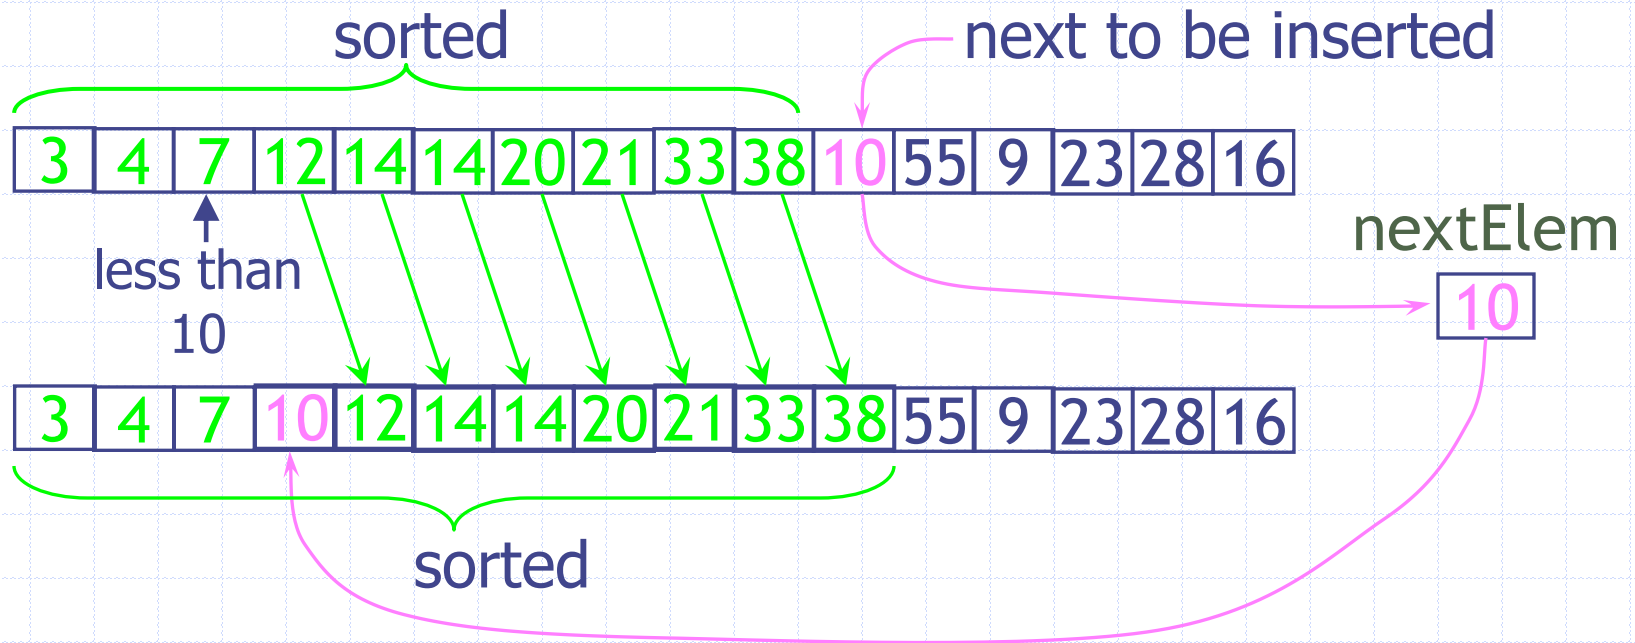 sorted
next to be inserted
3 4 7 12 14 14 20 21 33 38 10 55 9 23 28 16
nextElem
less than
10
10
3 4 7 10 12 14 14 20 21 33 38 55 9 23 28 16
sorted